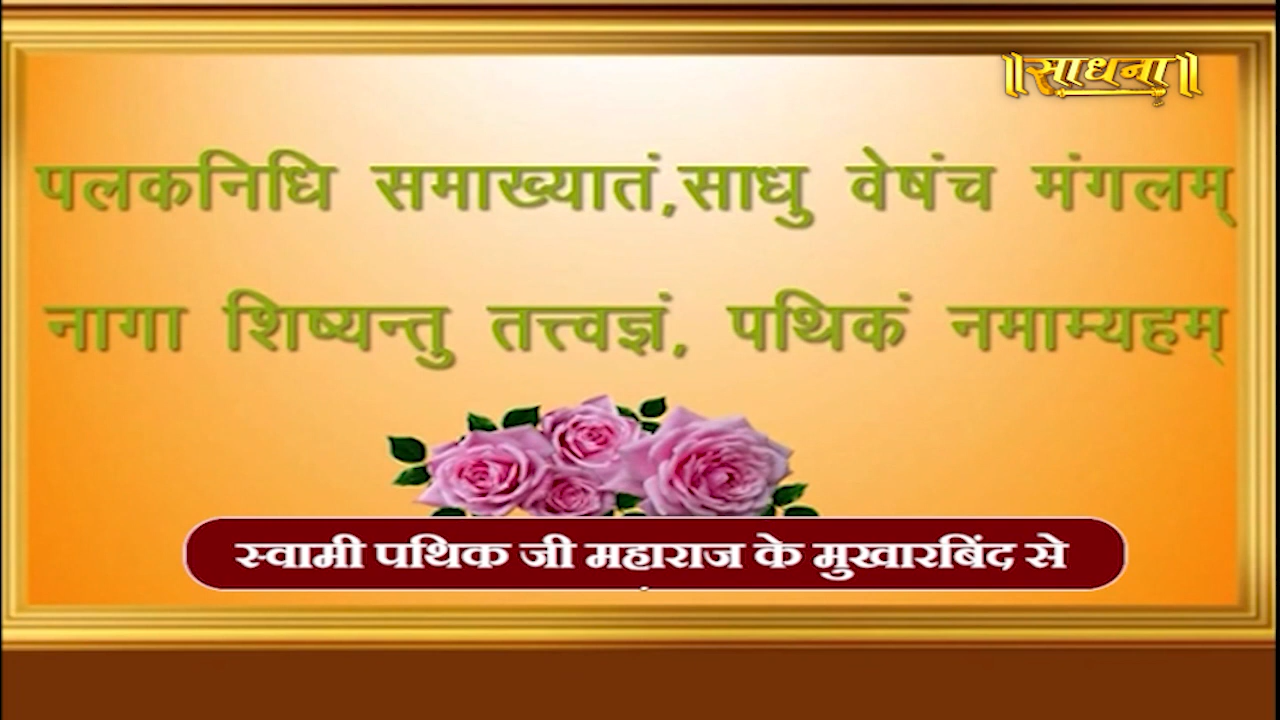 ॥साधना॥
पलकनिधि समाख्यातं,साधु वेषंच मंगलम्
नागा शिष्यन्तु तत्त्वज्ञं, पथिकं नमाम्यहम्
स्वामी पथिक जी महाराज के मुखारबिंद से